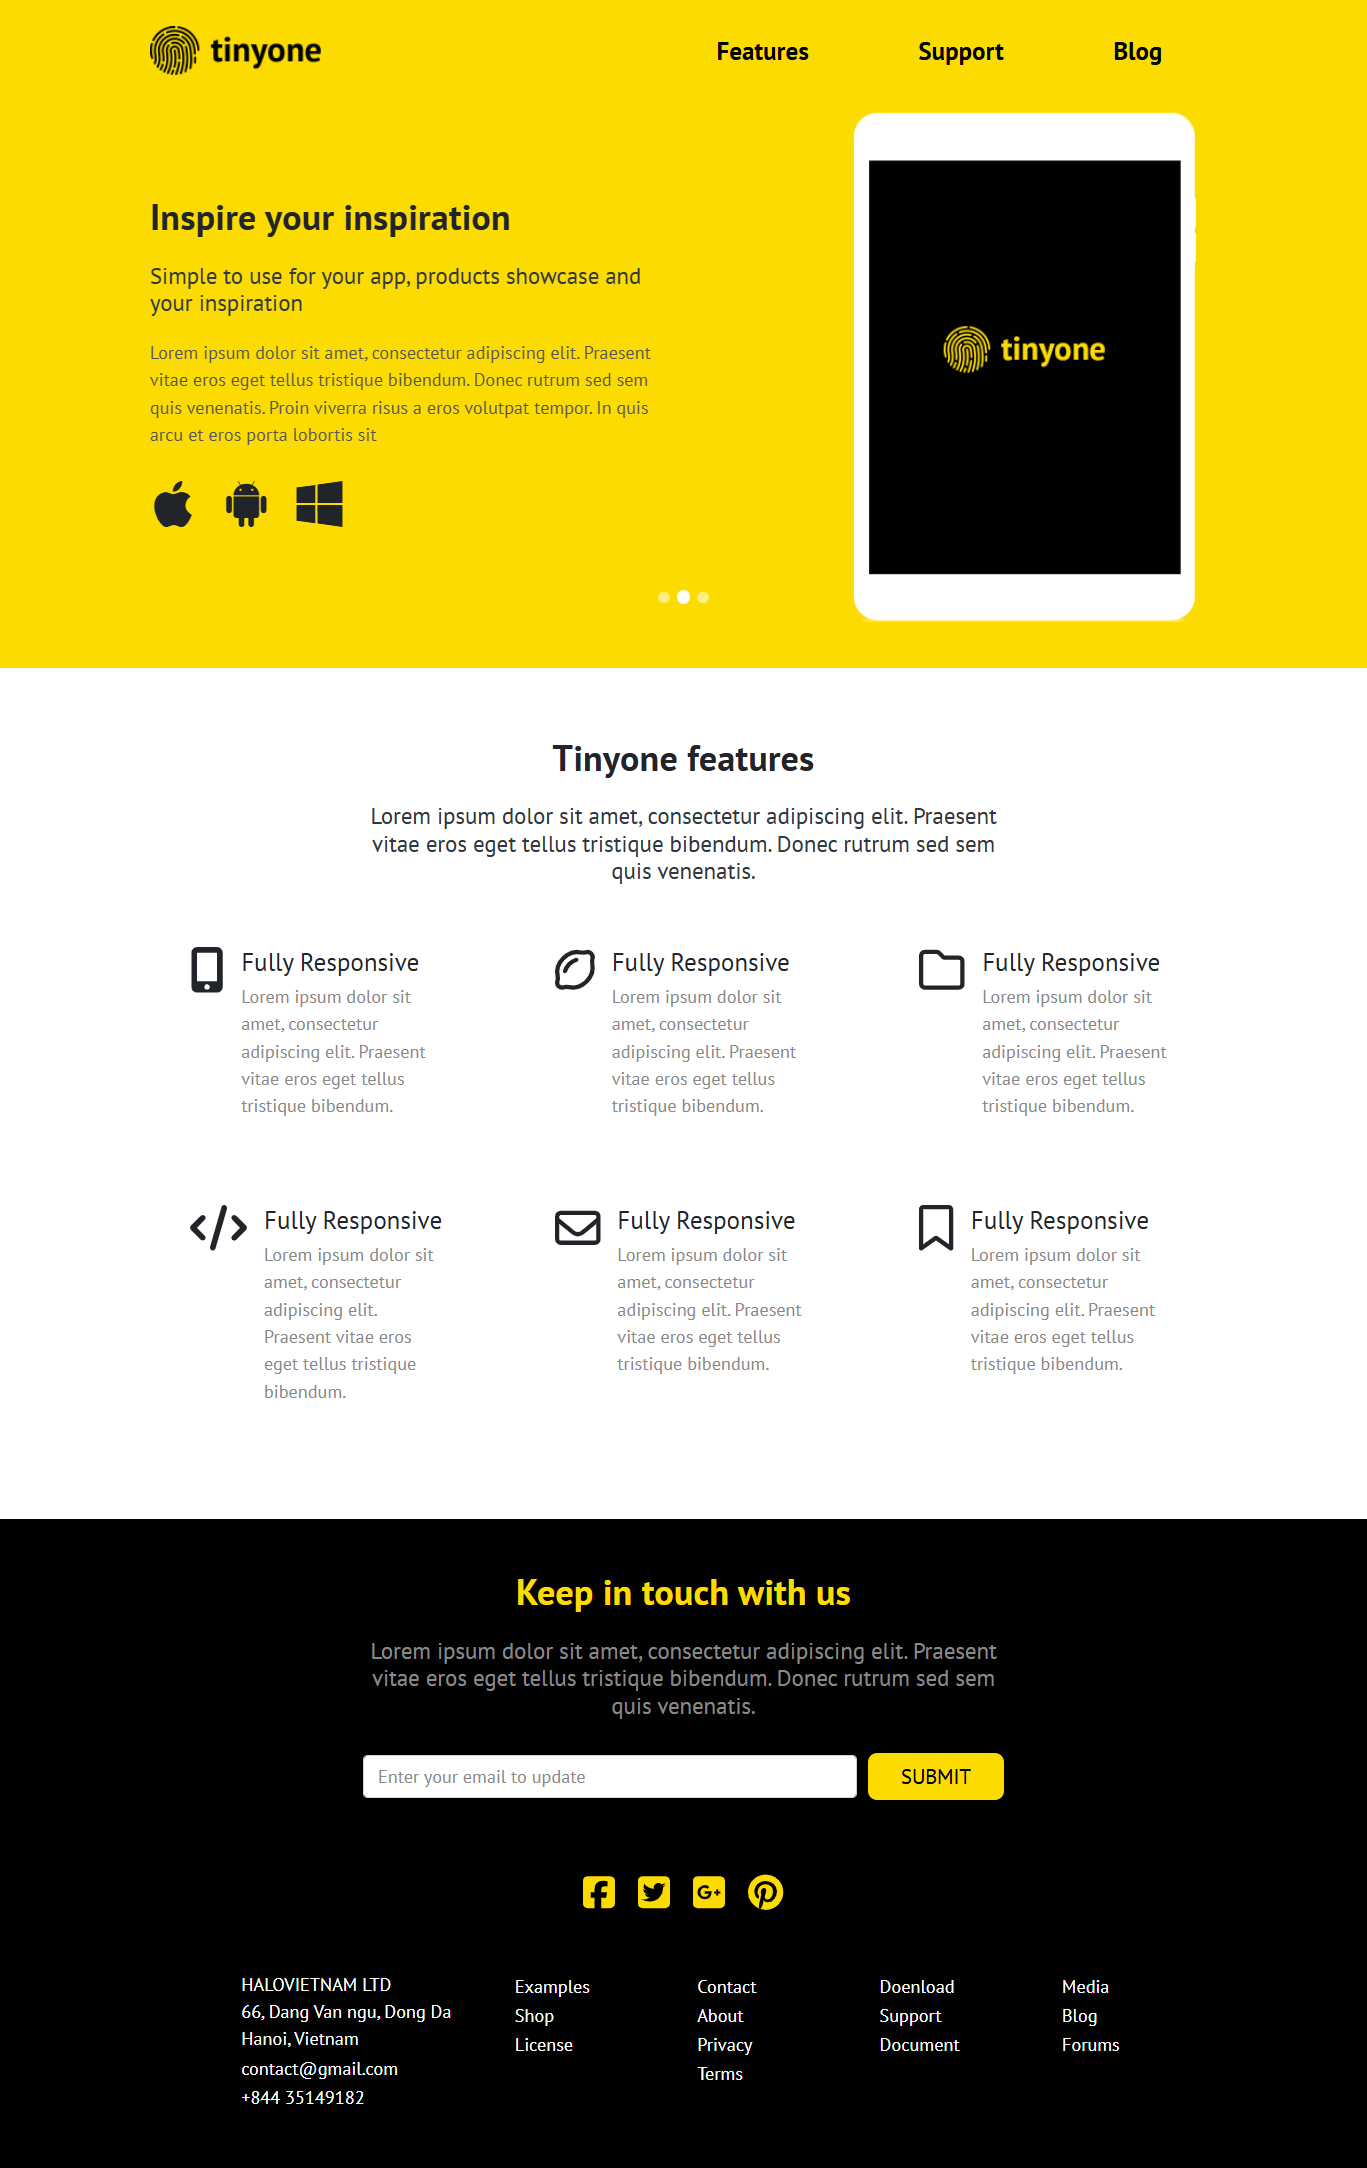 tinyone
Features
Support
Blog
Inspire your inspiration
Simple to use for your app, products showcase and
your inspiration
Lorem ipsum dolor sit amet, consectetur adipiscing elit. Praesent
vitae eros eget tellus tristique bibendum. Donec rutrum sed sem
quis venenatis. Proin viverra risus a eros volutpat tempor. In quis
arcu et eros porta lobortis sit
tinyone
Tinyone features
Lorem ipsum dolor sit amet, consectetur adipiscing elit. Praesent
vitae eros eget tellus tristique bibendum. Donec rutrum sed sem
quis venenatis.
Fully Responsive
Lorem ipsum dolor sit
amet, consectetur
adipiscing elit. Praesent
vitae eros eget tellus
tristique bibendum.
Fully Responsive
Lorem ipsum dolor sit
amet, consectetur
adipiscing elit. Praesent
vitae eros eget tellus
tristique bibendum.
Fully Responsive
Lorem ipsum dolor sit
amet, consectetur
adipiscing elit. Praesent
vitae eros eget tellus
tristique bibendum.
Fully Responsive
Lorem ipsum dolor sit
amet, consectetur
adipiscing elit.
Praesent vitae eros
eget tellus tristique
bibendum.
Fully Responsive
Lorem ipsum dolor sit
amet, consectetur
adipiscing elit. Praesent
vitae eros eget tellus
tristique bibendum.
Fully Responsive
Lorem ipsum dolor sit
amet, consectetur
adipiscing elit. Praesent
vitae eros eget tellus
tristique bibendum.
Keep in touch with us
Lorem ipsum dolor sit amet, consectetur adipiscing elit. Praesent
vitae eros eget tellus tristique bibendum. Donec rutrum sed sem
quis venenatis.
Enter your email to update
SUBMIT
HALOVIETNAM LTD
66, Dang Van ngu, Dong Da
Hanoi, Vietnam
contact@gmail.com
+844 35149182
Examples
Shop
License
Contact
About
Privacy
Terms
Doenload
Support
Document
Media
Blog
Forums